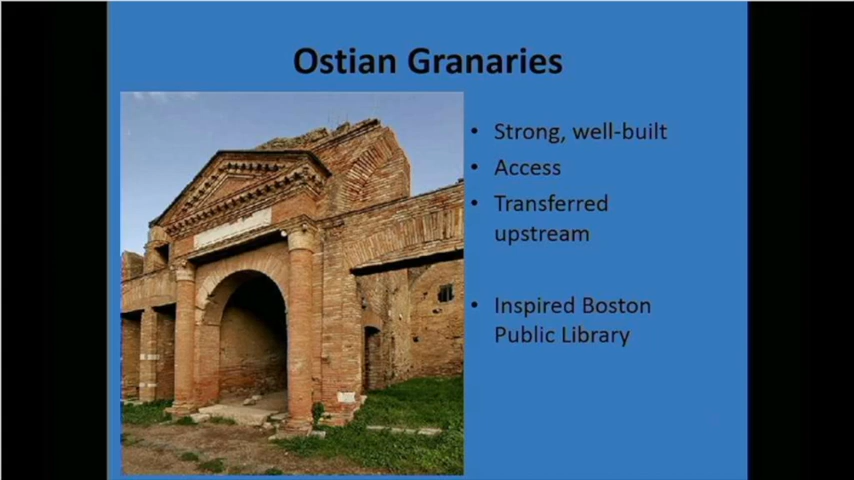 Ostian Granaries
• Strong, well-built
• Access
• Transferred
upstream
• Inspired Boston
Public Library